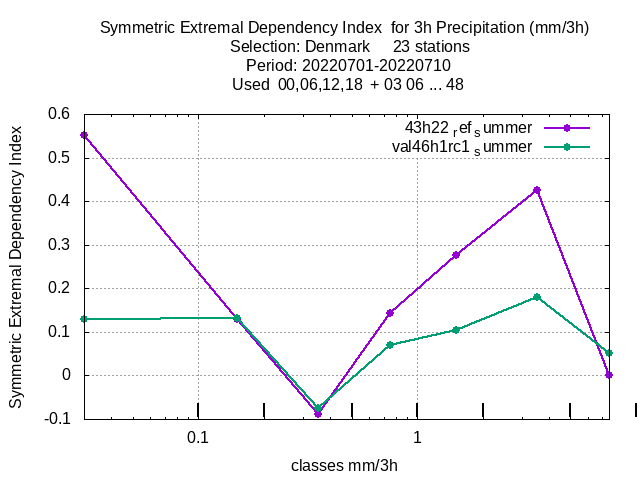 Symmetric Extremal Dependency Index  for 3h Precipitation (mm/3h)
Selection: Denmark     23 stations
Period: 20220701-20220710
Used  00,06,12,18  + 03 06 ... 48
43h22_ref_summer
val46h1rc1_summer
Symmetric Extremal Dependency Index
0.6
0.5
0.4
0.3
0.2
0.1
0
-0.1
0.1 1
classes mm/3h